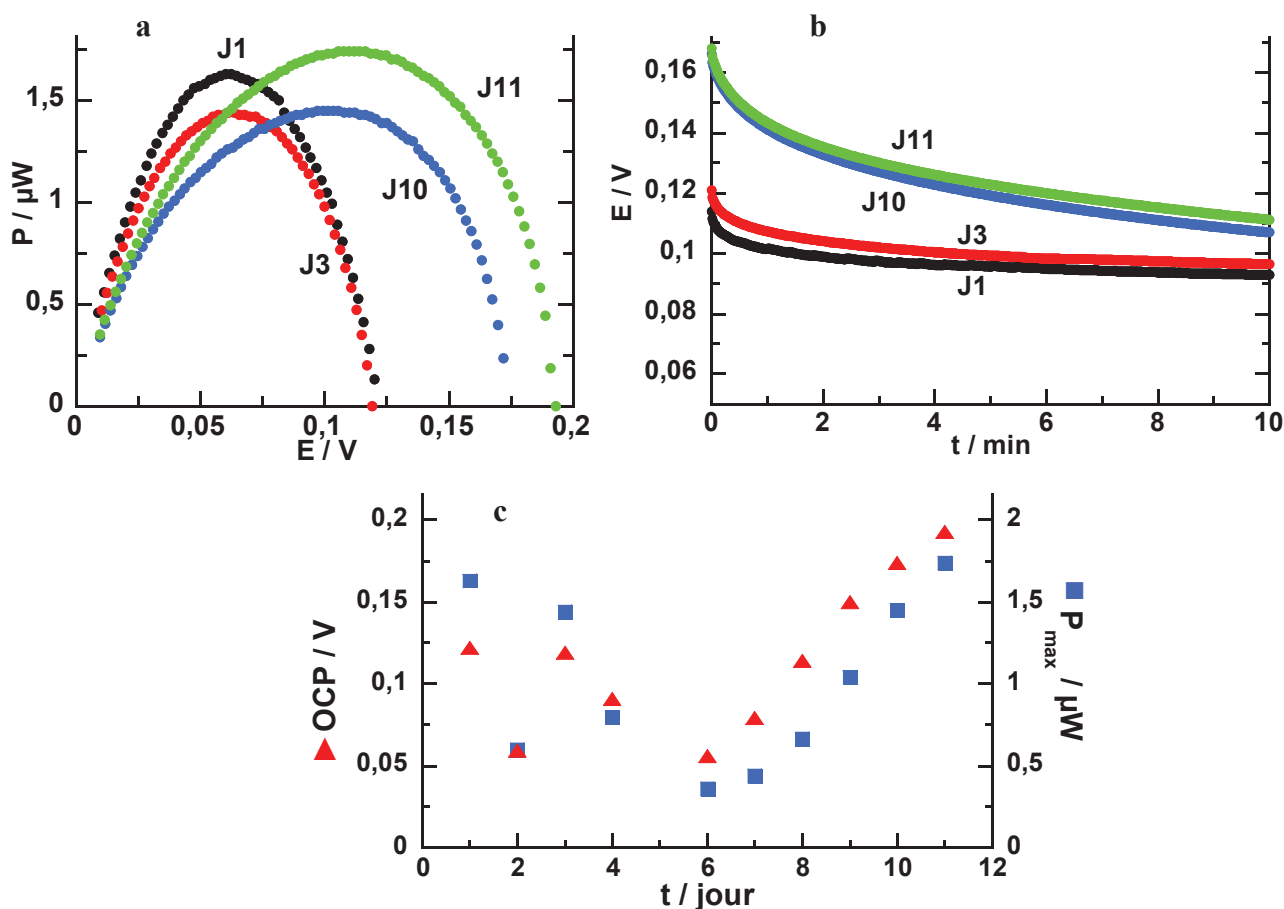 a
J1
J11
J10
J3
P / µW
1,5
1
0,5
0
0
0,05
0,1
0,15
0,2
E / V
b
J11
J10
J3
J1
E / V
0,16
0,14
0,12
0,1
0,08
0,06
0
2
4
6
8
10
t / min
c
OCP / V
0,2
0,15
0,1
0,05
0
2
1,5
1
0,5
0
P max / µW
0
2
4
6
8
10
12
t / jour